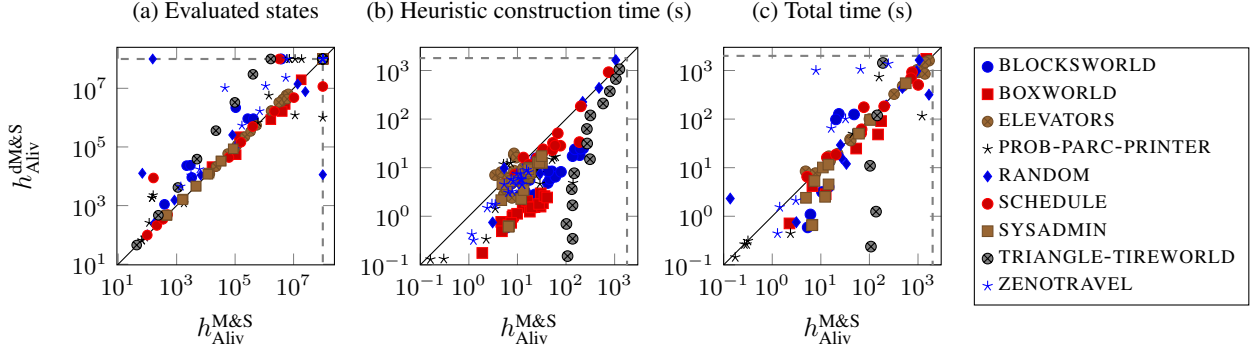 (a) Evaluated states
(b) Heuristic construction time (s)
(c) Total time (s)
h_Aliv^dM&S
10^7
10^5
10^3
10^1
10^1 10^3 10^5 10^7
h_Aliv^M&S
10^3
10^2
10^1
10^0
10^−1
10^−1 10^0 10^1 10^2 10^3
h_Aliv^M&S
10^3
10^2
10^1
10^0
10^−1
10^−1 10^0 10^1 10^2 10^3
h_Aliv^M&S
BLOCKSWORLD
BOXWORLD
ELEVATORS
PROB-PARC-PRINTER
RANDOM
SCHEDULE
SYSADMIN
TRIANGLE-TIREWORLD
ZENOTRAVEL